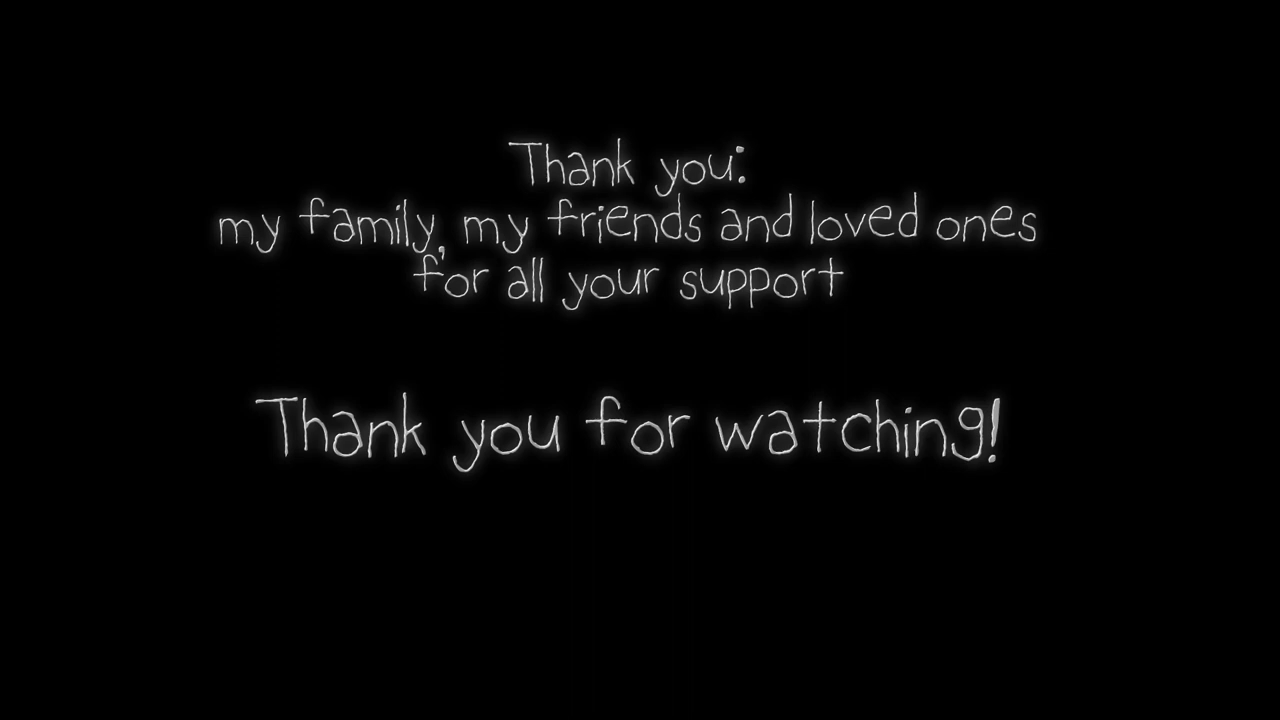 Thank you:
my family, my friends and loved ones
for all your support
Thank you for watching!